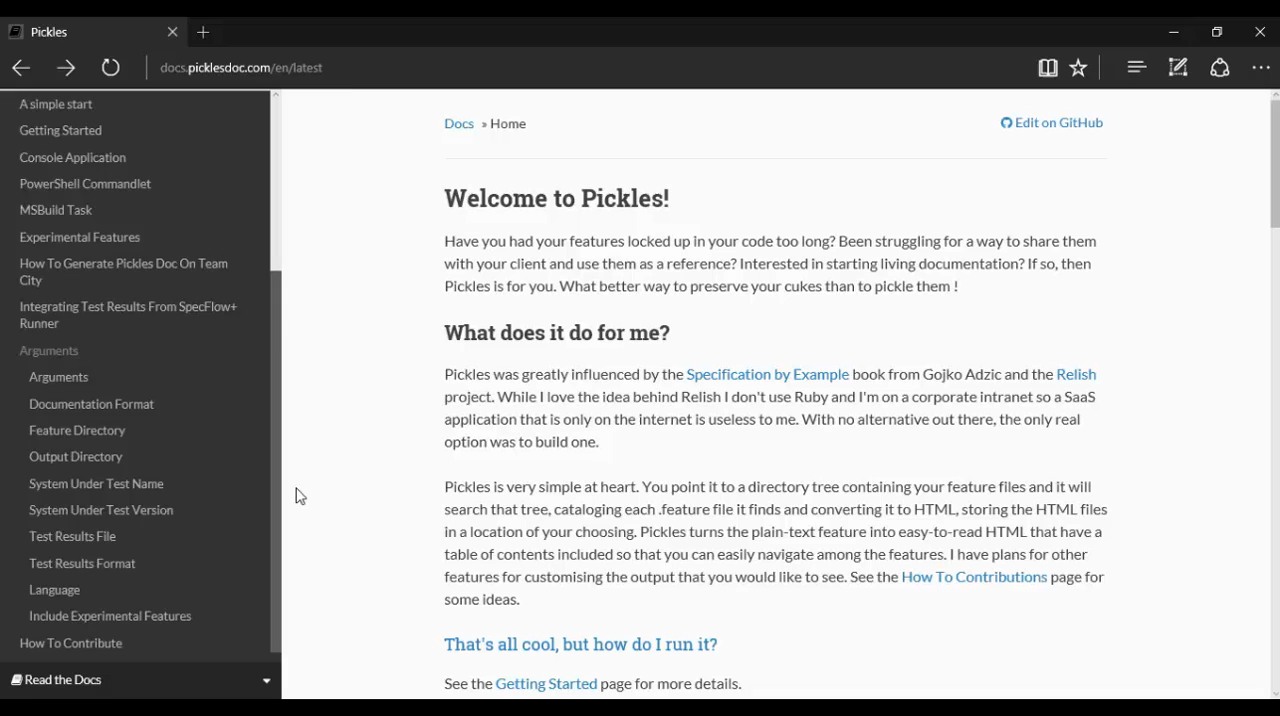 Pickles
docs.picklesdoc.com/en/latest
A simple start
Getting Started
Console Application
PowerShell Commandlet
MSBuild Task
Experimental Features
How To Generate Pickles Doc On Team
City
Integrating Test Results From SpecFlow+
Runner
Arguments
Arguments
Documentation Format
Feature Directory
Output Directory
System Under Test Name
System Under Test Version
Test Results File
Test Results Format
Language
Include Experimental Features
How To Contribute
Read the Docs
Docs » Home
Edit on GitHub
Welcome to Pickles!
Have you had your features locked up in your code too long? Been struggling for a way to share them
with your client and use them as a reference? Interested in starting living documentation? If so, then
Pickles is for you. What better way to preserve your cukes than to pickle them !
What does it do for me?
Pickles was greatly influenced by the Specification by Example book from Gojko Adzic and the Relish
project. While I love the idea behind Relish I don't use Ruby and I'm on a corporate intranet so a SaaS
application that is only on the internet is useless to me. With no alternative out there, the only real
option was to build one.
Pickles is very simple at heart. You point it to a directory tree containing your feature files and it will
search that tree, cataloging each .feature file it finds and converting it to HTML, storing the HTML files
in a location of your choosing. Pickles turns the plain-text feature into easy-to-read HTML that have a
table of contents included so that you can easily navigate among the features. I have plans for other
features for customising the output that you would like to see. See the How To Contributions page for
some ideas.
That's all cool, but how do I run it?
See the Getting Started page for more details.